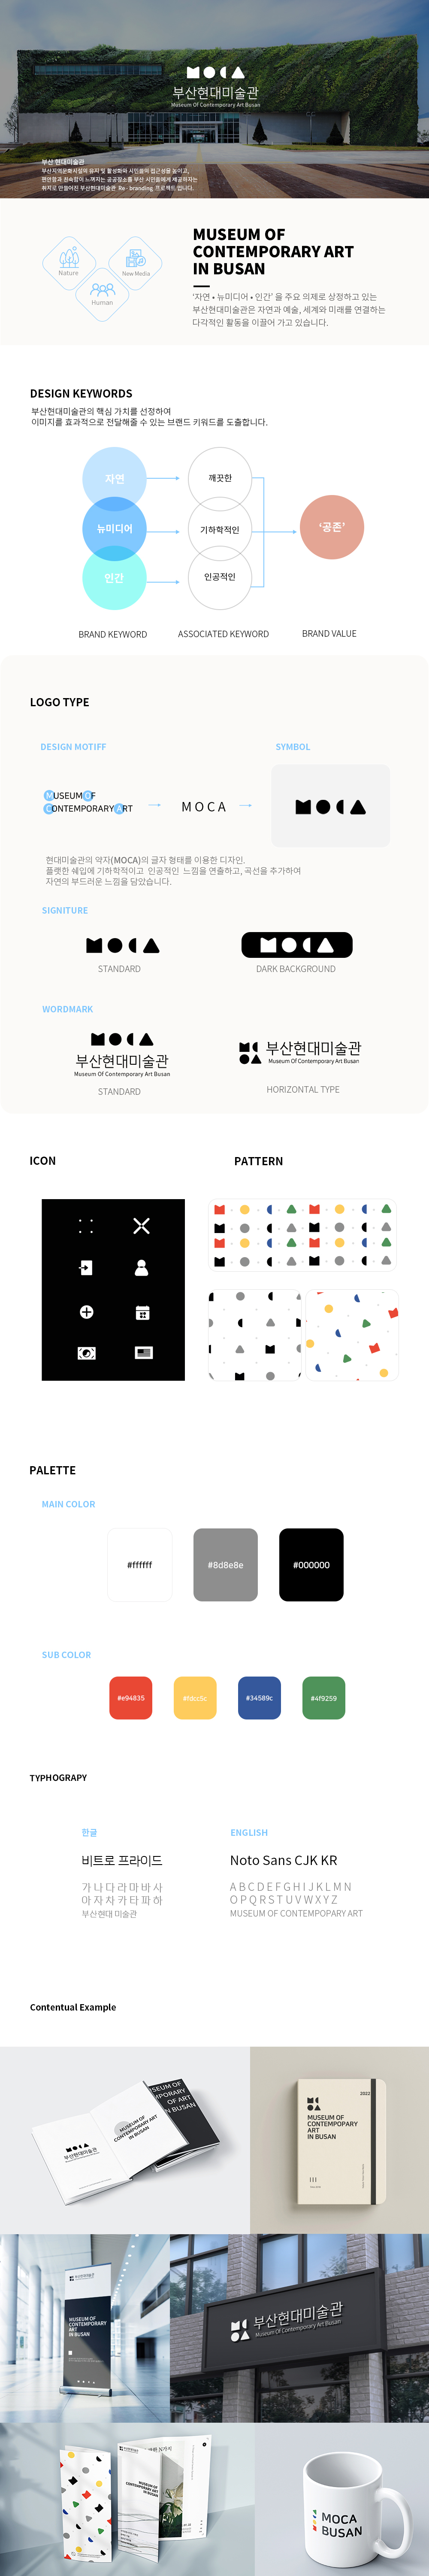 MOCA
부산현대미술관
Museum Of Contemporary Art Busan
부산 현대미술관
부산지역문화시설의 유지 및 활성화와 시민들의 접근성을 높이고,
편안함과 친숙함이 느껴지는 공공장소를 부산 시민들에게 제공하자는
취지로 만들어진 부산현대미술관 Re - branding 프로젝트 입니다.
Nature
New Media
Human
MUSEUM OF
CONTEMPORARY ART
IN BUSAN
‘자연 • 뉴미디어 • 인간’ 을 주요 의제로 상정하고 있는
부산현대미술관은 자연과 예술, 세계와 미래를 연결하는
다각적인 활동을 이끌어 가고 있습니다.
DESIGN KEYWORDS
부산현대미술관의 핵심 가치를 선정하여
이미지를 효과적으로 전달해줄 수 있는 브랜드 키워드를 도출합니다.
자연
깨끗한
뉴미디어
기하학적인
‘공존’
인간
인공적인
BRAND KEYWORD
ASSOCIATED KEYWORD
BRAND VALUE
LOGO TYPE
DESIGN MOTIFF
SYMBOL
MUSEUM OF
CONTEMPORARY ART
MOCA
MOCA
현대미술관의 약자(MOCA)의 글자 형태를 이용한 디자인.
플랫한 쉐입에 기하학적이고 인공적인 느낌을 연출하고, 곡선을 추가하여
자연의 부드러운 느낌을 담았습니다.
SIGNITURE
MOCA
MOCA
STANDARD
DARK BACKGROUND
WORDMARK
MOCA
부산현대미술관
Museum Of Contemporary Art Busan
MOCA
부산현대미술관
Museum Of Contemporary Art Busan
STANDARD
HORIZONTAL TYPE
ICON
PATTERN
PALETTE
MAIN COLOR
#ffffff
#8d8e8e
#000000
SUB COLOR
#e94835
#fdcc5c
#34589c
#4f9259
TYPHOGRAPY
한글
ENGLISH
비트로 프라이드
Noto Sans CJK KR
가나다라마바사
아자차카타파하
부산현대 미술관
ABCDEFGHIJKLMN
OPQRSTUVWXYZ
MUSEUM OF CONTEMPOPARY ART
Contentual Example
MOCA
부산현대미술관
MUSEUM OF
CONTEMPORARY ART
IN BUSAN
2022
MOCA
MUSEUM OF
CONTEMPOPARY
ART
IN BUSAN
부산현대미술관
MUSEUM OF
CONTEMPORARY
ART
IN BUSAN
MOCA
부산현대미술관
Museum Of Contemporary Art Busan
MUSEUM OF
CONTEMPORARY ART
IN BUSAN
MOCA
BUSAN